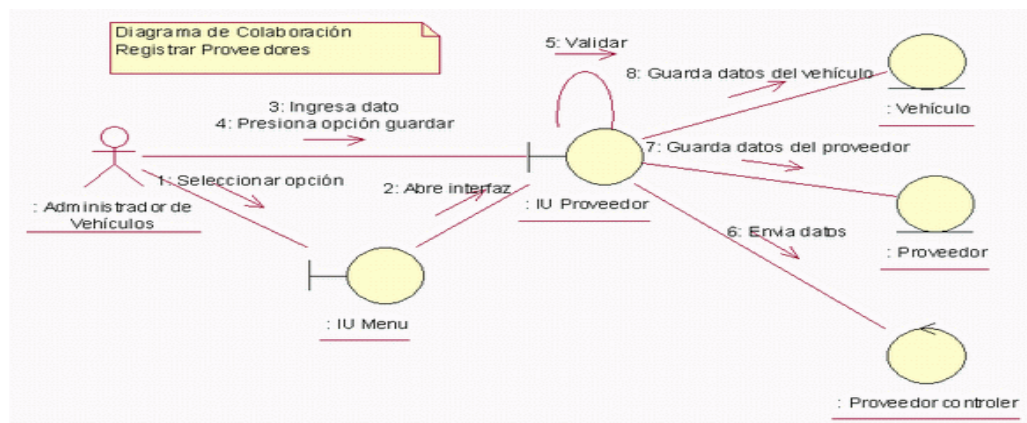 Diagrama de Colaboración
Registrar Proveedores
5: Validar
8: Guarda datos del vehículo
: Vehículo
3: Ingresa dato
4: Presiona opción guardar
7: Guarda datos del proveedor
1: Seleccionar opción
2: Abre interfaz
: IU Proveedor
: Administrador de
Vehículos
6: Envia datos
: Proveedor
: IU Menu
: Proveedor controler